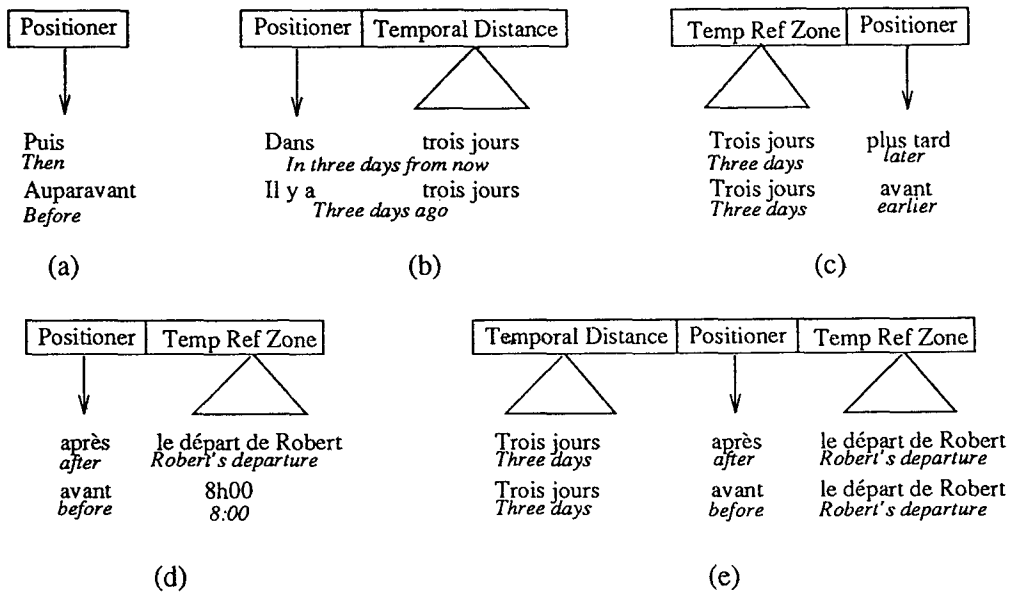 Positioner
Puis
Then
Auparavant
Before
(a)
Positioner Temporal Distance
Dans trois jours
In three days from now
Il y a trois jours
Three days ago
(b)
Temp Ref Zone Positioner
Trois jours plus tard
Three days later
Trois jours avant
Three days earlier
(c)
Positioner Temp Ref Zone
après le départ de Robert
after Robert's departure
avant 8h00
before 8:00
(d)
Temporal Distance Positioner Temp Ref Zone
Trois jours après le départ de Robert
Three days after Robert's departure
Trois jours avant le départ de Robert
Three days before Robert's departure
(e)